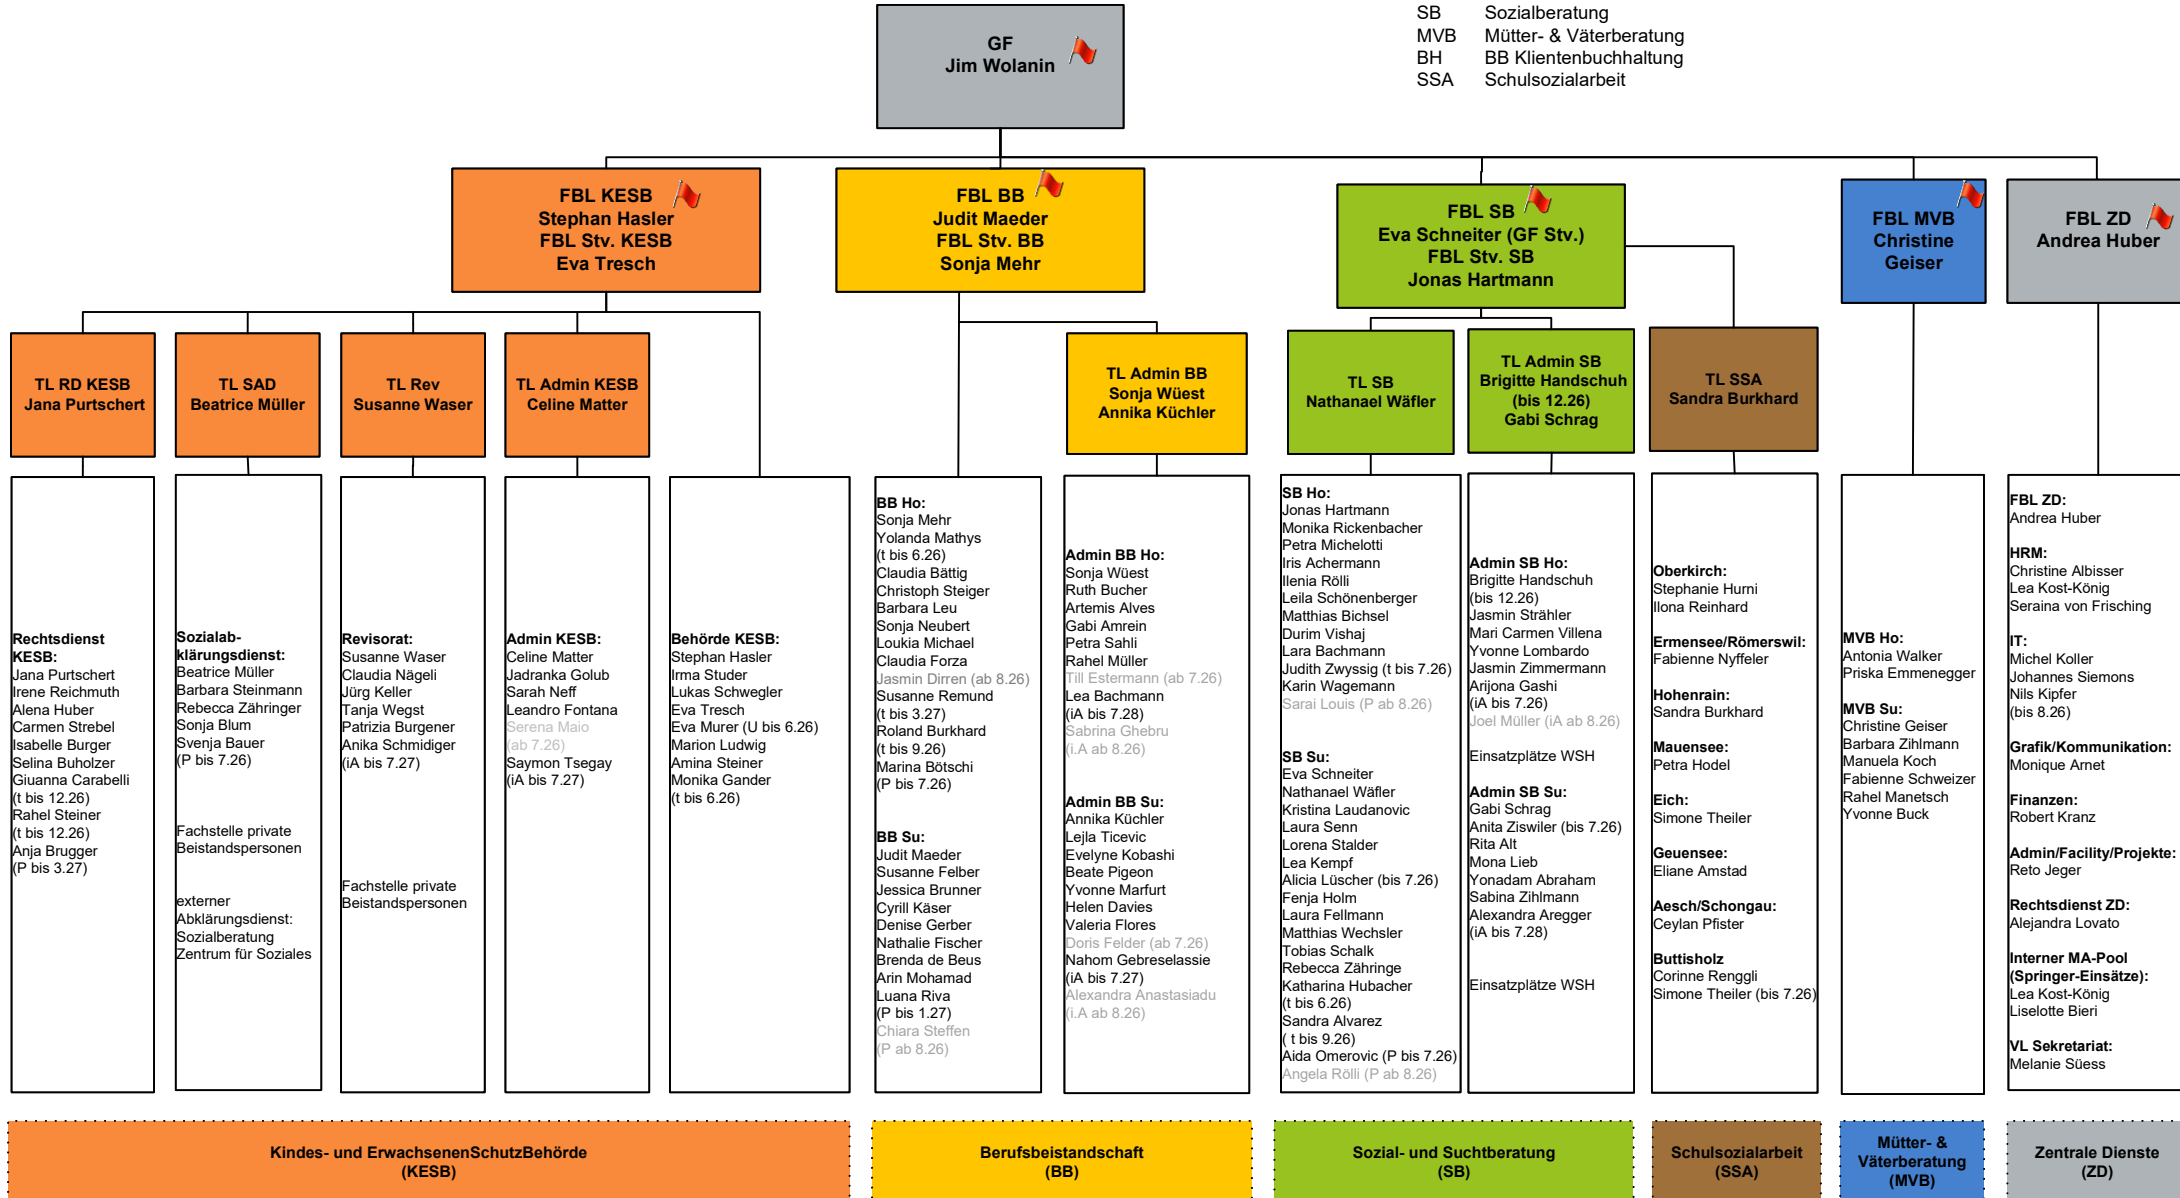 SB Sozialberatung
MVB Mütter- & Väterberatung
BH BB Klientenbuchhaltung
SSA Schulsozialarbeit
GF
Jim Wolanin
FBL KESB
Stephan Hasler
FBL Stv. KESB
Eva Tresch
FBL BB
Judit Maeder
FBL Stv. BB
Sonja Mehr
FBL SB
Eva Schneiter (GF Stv.)
FBL Stv. SB
Jonas Hartmann
FBL MVB
Christine
Geiser
FBL ZD
Andrea Huber
TL RD KESB
Jana Purtschert
TL SAD
Beatrice Müller
TL Rev
Susanne Waser
TL Admin KESB
Celine Matter
TL Admin BB
Sonja Wüest
Annika Küchler
TL SB
Nathanael Wäfler
TL Admin SB
Brigitte Handschuh
(bis 12.26)
Gabi Schrag
TL SSA
Sandra Burkhard
Rechtsdienst
KESB:
Jana Purtschert
Irene Reichmuth
Alena Huber
Carmen Strebel
Isabelle Burger
Selina Buholzer
Giuanna Carabelli
(t bis 12.26)
Rahel Steiner
(t bis 12.26)
Anja Brugger
(P bis 3.27)
Sozialab-
klärungsdienst:
Beatrice Müller
Barbara Steinmann
Rebecca Zähringer
Sonja Blum
Svenja Bauer
(P bis 7.26)
Fachstelle private
Beistandspersonen
externer
Abklärungsdienst:
Sozialberatung
Zentrum für Soziales
Revisorat:
Susanne Waser
Claudia Nägeli
Jürg Keller
Tanja Wegst
Patrizia Burgener
Anika Schmidiger
(iA bis 7.27)
Fachstelle private
Beistandspersonen
Admin KESB:
Celine Matter
Jadranka Golub
Sarah Neff
Leandro Fontana
Serena Maio
(ab 7.26)
Saymon Tsegay
(iA bis 7.27)
Behörde KESB:
Stephan Hasler
Irma Studer
Lukas Schwegler
Eva Tresch
Eva Murer (U bis 6.26)
Marion Ludwig
Amina Steiner
Monika Gander
(t bis 6.26)
BB Ho:
Sonja Mehr
Yolanda Mathys
(t bis 6.26)
Claudia Bättig
Christoph Steiger
Barbara Leu
Sonja Neubert
Loukia Michael
Claudia Forza
Jasmin Dirren (ab 8.26)
Susanne Remund
(t bis 3.27)
Roland Burkhard
(t bis 9.26)
Marina Bötschi
(P bis 7.26)
BB Su:
Judit Maeder
Susanne Felber
Jessica Brunner
Cyrill Käser
Denise Gerber
Nathalie Fischer
Brenda de Beus
Arin Mohamad
Luana Riva
(P bis 1.27)
Chiara Steffen
(P ab 8.26)
Admin BB Ho:
Sonja Wüest
Ruth Bucher
Artemis Alves
Gabi Amrein
Petra Sahli
Rahel Müller
Till Estermann (ab 7.26)
Lea Bachmann
(iA bis 7.28)
Sabrina Ghebru
(i.A ab 8.26)
Admin BB Su:
Annika Küchler
Lejla Ticevic
Evelyne Kobashi
Beate Pigeon
Yvonne Marfurt
Helen Davies
Valeria Flores
Doris Felder (ab 7.26)
Nahom Gebreselassie
(iA bis 7.27)
Alexandra Anastasiadu
(i.A ab 8.26)
SB Ho:
Jonas Hartmann
Monika Rickenbacher
Petra Michelotti
Iris Achermann
Ilenia Rölli
Leila Schönenberger
Matthias Bichsel
Durim Vishaj
Lara Bachmann
Judith Zwyssig (t bis 7.26)
Karin Wagemann
Sarai Louis (P ab 8.26)
SB Su:
Eva Schneiter
Nathanael Wäfler
Kristina Laudanovic
Laura Senn
Lorena Stalder
Lea Kempf
Alicia Lüscher (bis 7.26)
Fenja Holm
Laura Fellmann
Matthias Wechsler
Tobias Schalk
Rebecca Zähringe
Katharina Hubacher
(t bis 6.26)
Sandra Alvarez
( t bis 9.26)
Aida Omerovic (P bis 7.26)
Angela Rölli (P ab 8.26)
Admin SB Ho:
Brigitte Handschuh
(bis 12.26)
Jasmin Strähler
Mari Carmen Villena
Yvonne Lombardo
Jasmin Zimmermann
Arijona Gashi
(iA bis 7.26)
Joel Müller (iA ab 8.26)
Einsatzplätze WSH
Admin SB Su:
Gabi Schrag
Anita Ziswiler (bis 7.26)
Rita Alt
Mona Lieb
Yonadam Abraham
Sabina Zihlmann
Alexandra Aregger
(iA bis 7.28)
Einsatzplätze WSH
Oberkirch:
Stephanie Hurni
Ilona Reinhard
Ermensee/Römerswil:
Fabienne Nyffeler
Hohenrain:
Sandra Burkhard
Mauensee:
Petra Hodel
Eich:
Simone Theiler
Geuensee:
Eliane Amstad
Aesch/Schongau:
Ceylan Pfister
Buttisholz
Corinne Renggli
Simone Theiler (bis 7.26)
MVB Ho:
Antonia Walker
Priska Emmenegger
MVB Su:
Christine Geiser
Barbara Zihlmann
Manuela Koch
Fabienne Schweizer
Rahel Manetsch
Yvonne Buck
FBL ZD:
Andrea Huber
HRM:
Christine Albisser
Lea Kost-König
Seraina von Frisching
IT:
Michel Koller
Johannes Siemons
Nils Kipfer
(bis 8.26)
Grafik/Kommunikation:
Monique Arnet
Finanzen:
Robert Kranz
Admin/Facility/Projekte:
Reto Jeger
Rechtsdienst ZD:
Alejandra Lovato
Interner MA-Pool
(Springer-Einsätze):
Lea Kost-König
Liselotte Bieri
VL Sekretariat:
Melanie Süess
Kindes- und ErwachsenenSchutzBehörde
(KESB)
Berufsbeistandschaft
(BB)
Sozial- und Suchtberatung
(SB)
Schulsozialarbeit
(SSA)
Mütter- &
Väterberatung
(MVB)
Zentrale Dienste
(ZD)